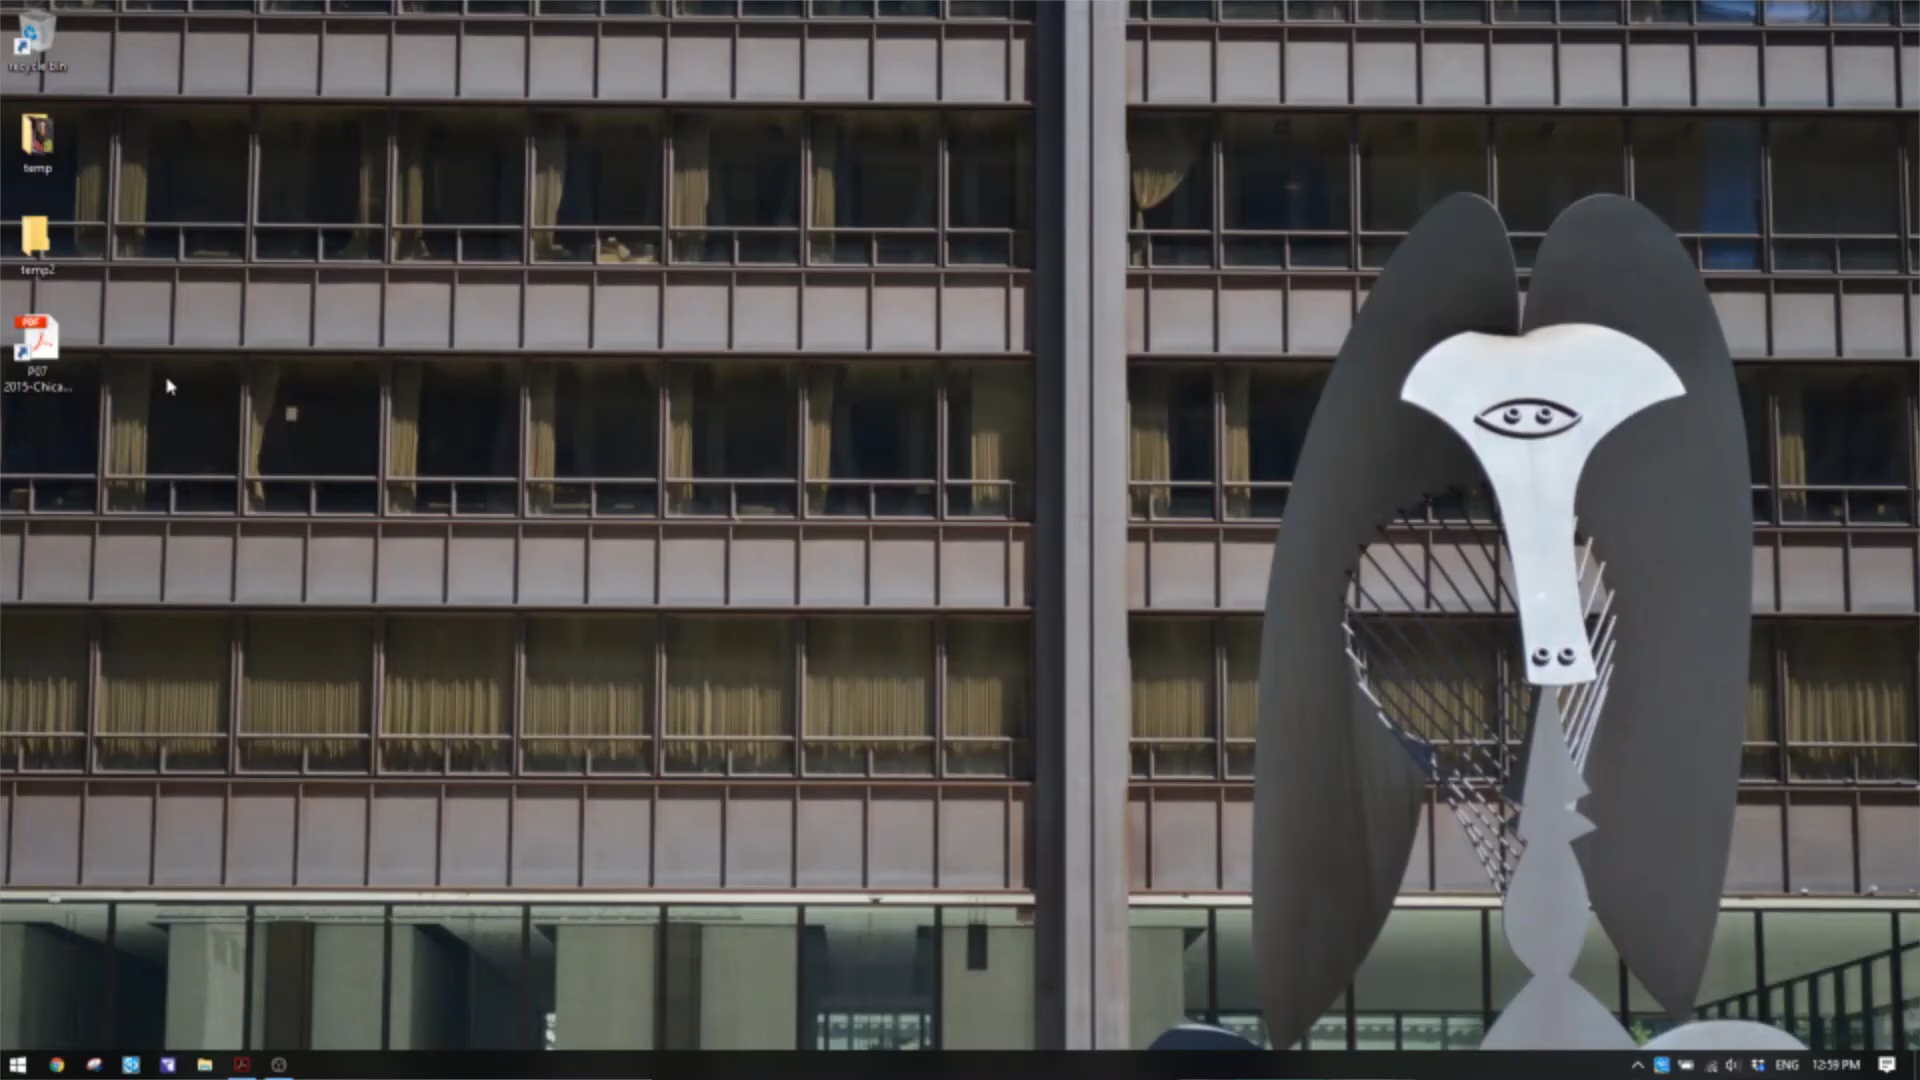 recycle bin
temp
temp2
PDF
P07
2015-Chica...
ENG
12:59 PM